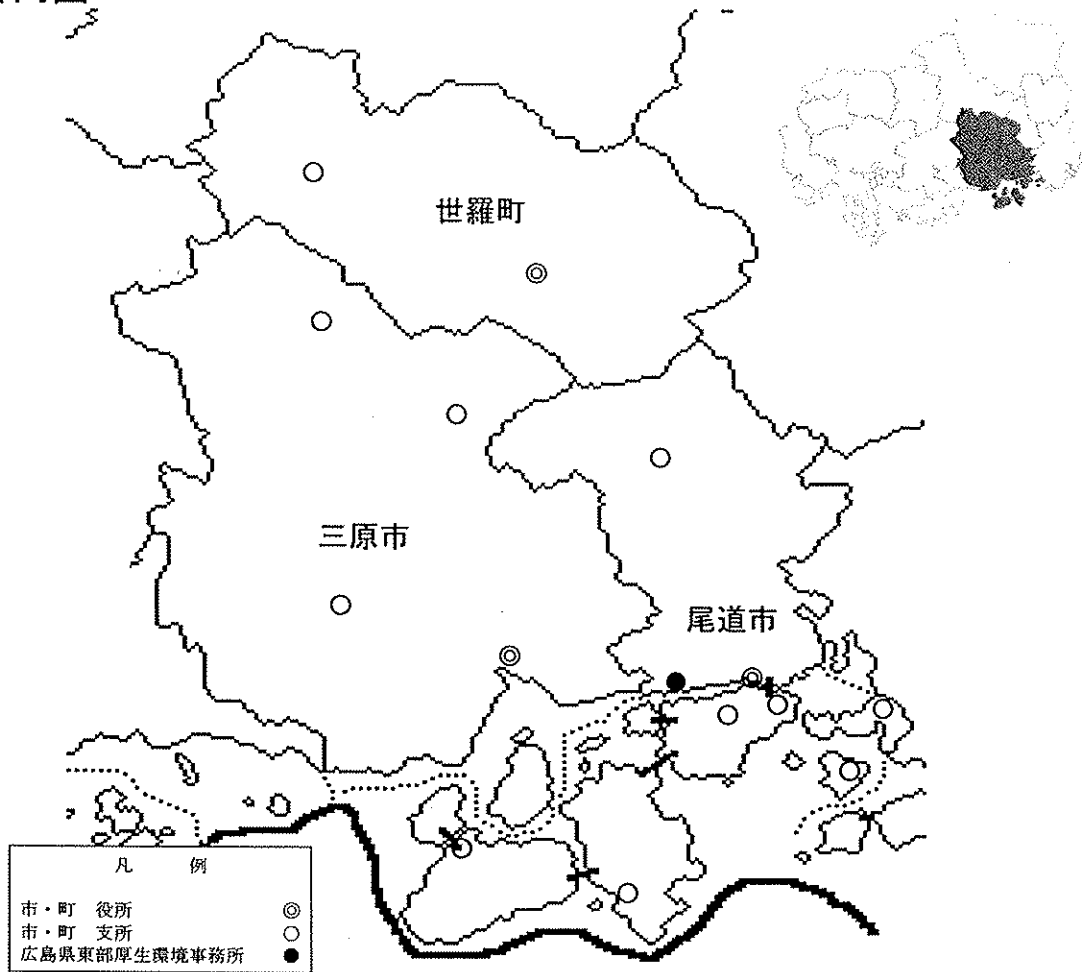 世羅町
三原市
尾道市
凡 例
市・町 役所 ◎
市・町 支所 ○
広島県東部厚生環境事務所 ●